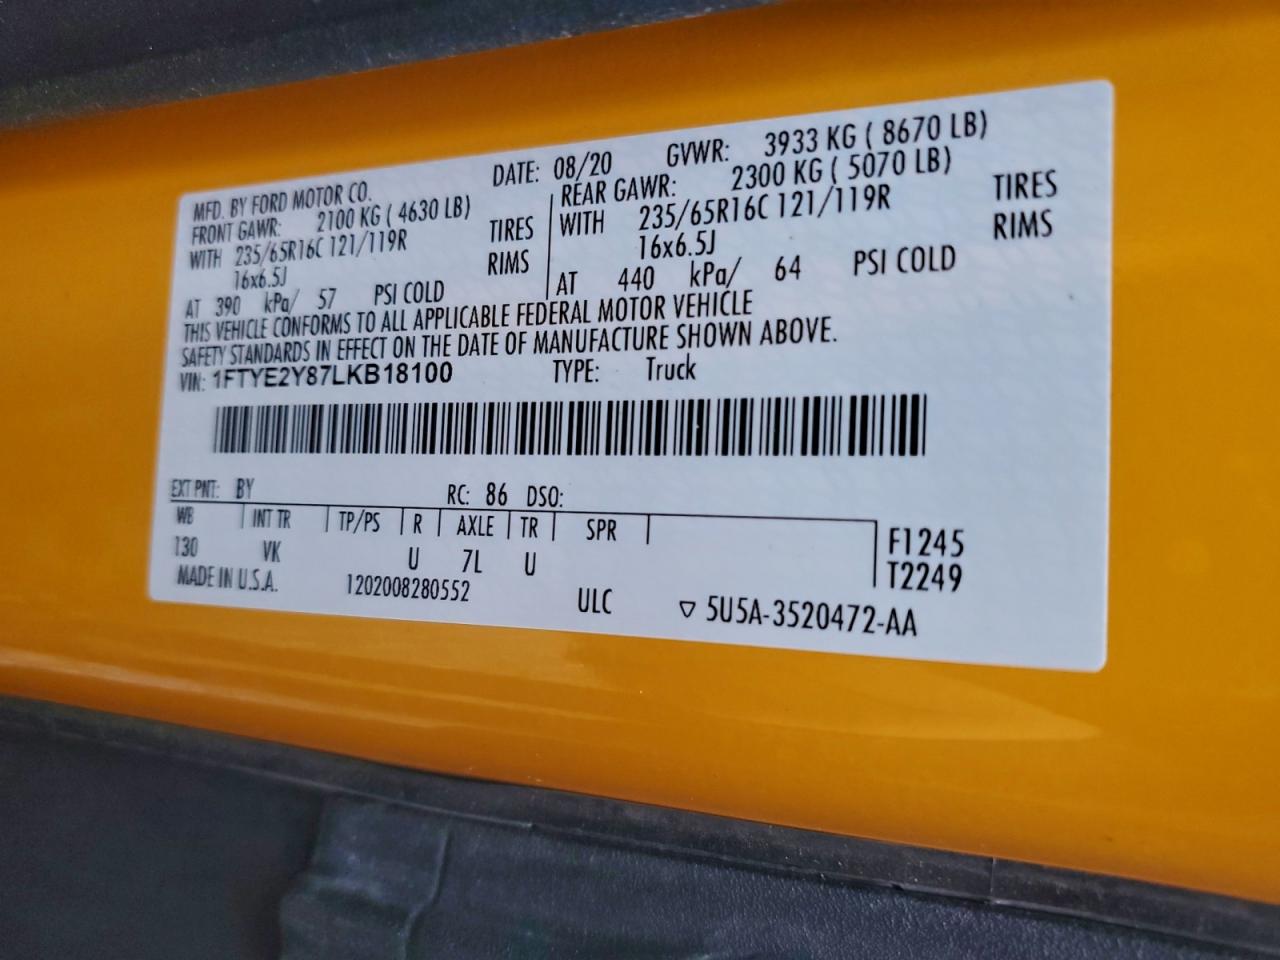 MFD. BY FORD MOTOR CO.
DATE: 08/20
GVWR: 3933 KG ( 8670 LB)
FRONT GAWR: 2100 KG ( 4630 LB)
WITH 235/65R16C 121/119R TIRES
16x6.5J RIMS
AT 390 kPa/ 57 PSI COLD
REAR GAWR: 2300 KG ( 5070 LB)
WITH 235/65R16C 121/119R TIRES
16x6.5J RIMS
AT 440 kPa/ 64 PSI COLD
THIS VEHICLE CONFORMS TO ALL APPLICABLE FEDERAL MOTOR VEHICLE
SAFETY STANDARDS IN EFFECT ON THE DATE OF MANUFACTURE SHOWN ABOVE.
VIN: 1FTYE2Y87LKB18100 TYPE: Truck
EXT PNT: BY RC: 86 DSO:
WB INT TR TP/PS R AXLE TR SPR
130 VK U 7L U
F1245
T2249
MADE IN U.S.A. 1202008280552 ULC ▽ 5U5A-3520472-AA